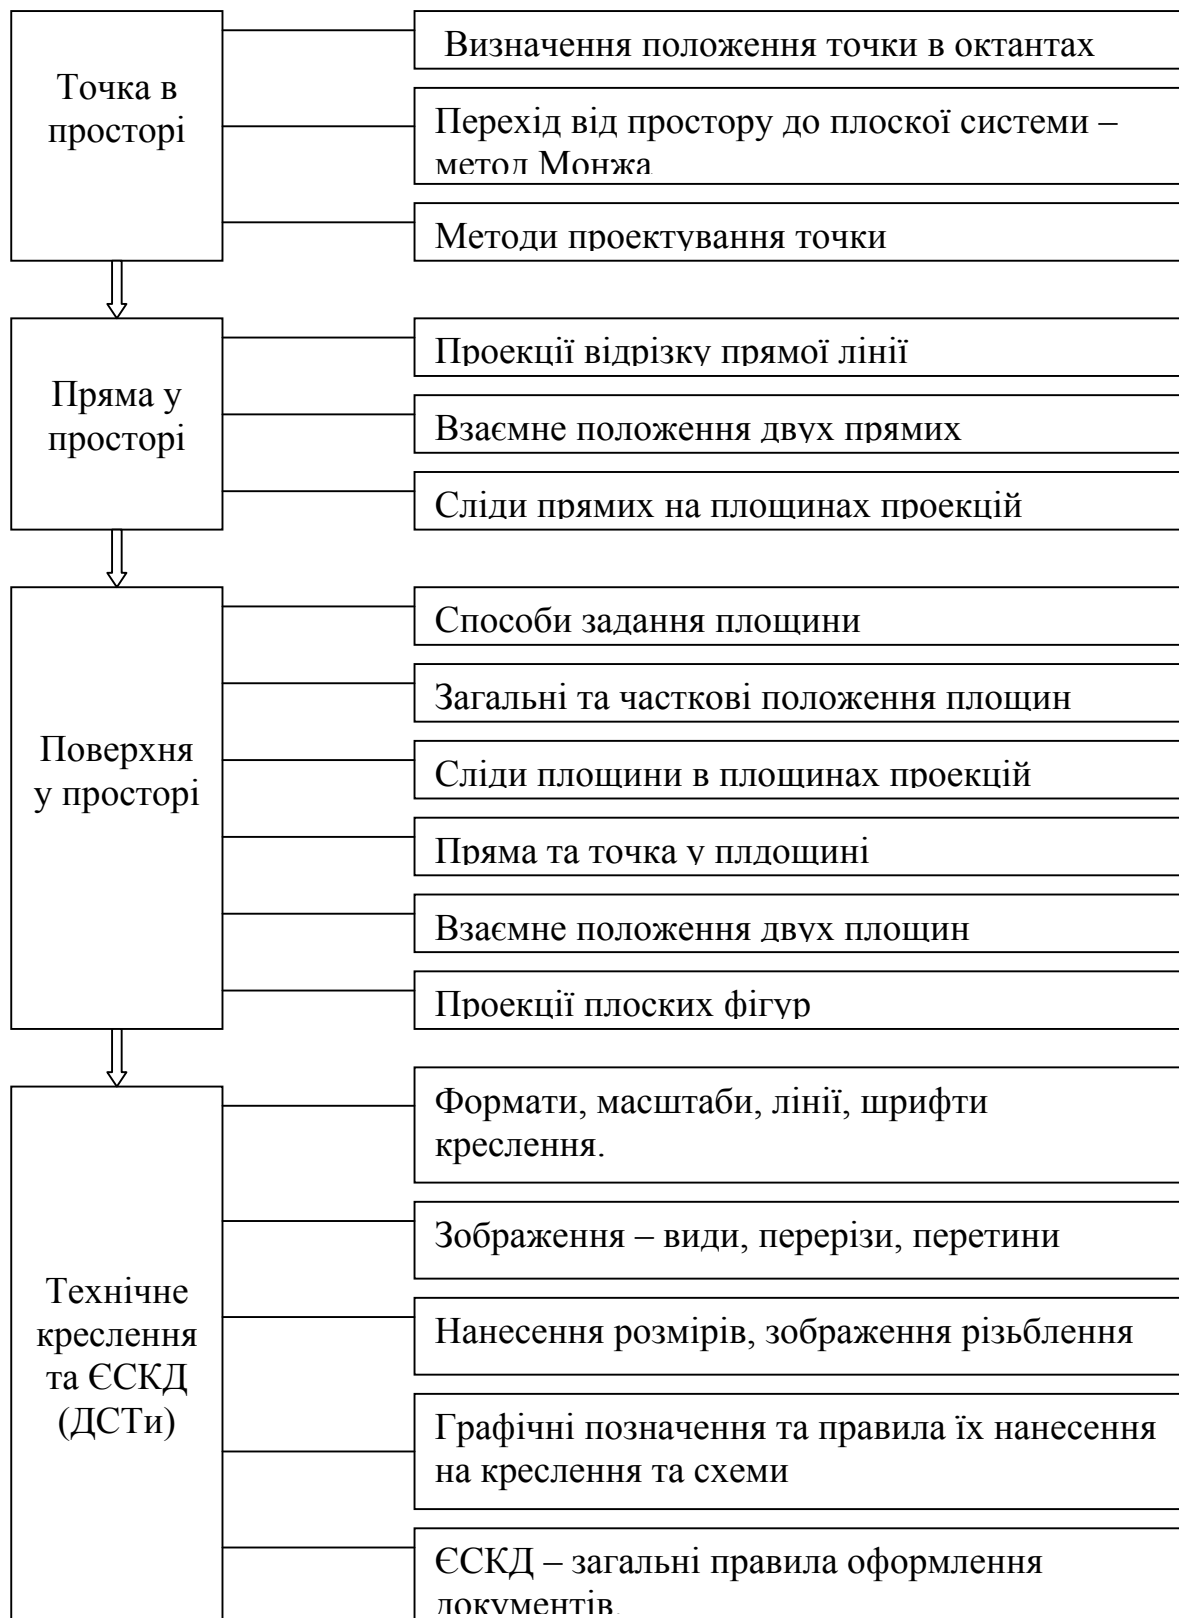 Точка в
просторі
Визначення положення точки в октантах
Перехід від простору до плоскої системи –
метод Монжа
Методи проектування точки
Пряма у
просторі
Проекції відрізку прямої лінії
Взаємне положення двух прямих
Сліди прямих на площинах проекцій
Поверхня
у просторі
Способи задання площини
Загальні та часткові положення площин
Сліди площини в площинах проекцій
Пряма та точка у плдощині
Взаємне положення двух площин
Проекції плоских фігур
Технічне
креслення
та ЄСКД
(ДСТи)
Формати, масштаби, лінії, шрифти
креслення.
Зображення – види, перерізи, перетини
Нанесення розмірів, зображення різьблення
Графічні позначення та правила їх нанесення
на креслення та схеми
ЄСКД – загальні правила оформлення
документів.